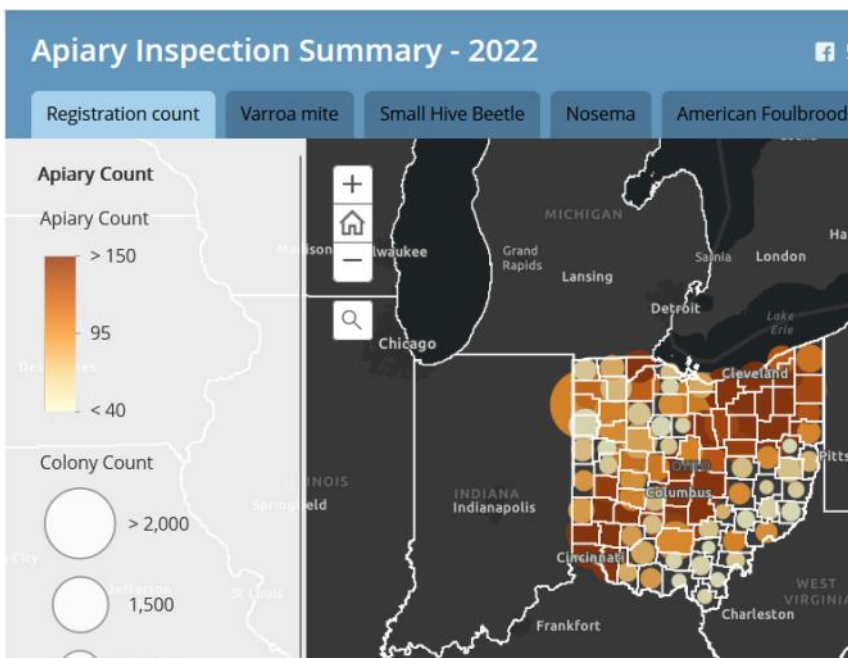 Apiary Inspection Summary - 2022
Registration count
Varroa mite
Small Hive Beetle
Nosema
American Foulbrood
Apiary Count
Apiary Count
> 150
95
< 40
Colony Count
> 2,000
1,500
MICHIGAN
Grand
Rapids
Lansing
Sarnia
London
Detroit
Lake
Erie
Chicago
Cleveland
OHIO
Columbus
INDIANA
Indianapolis
Cincinnati
Frankfort
WEST
VIRGINIA
Charleston